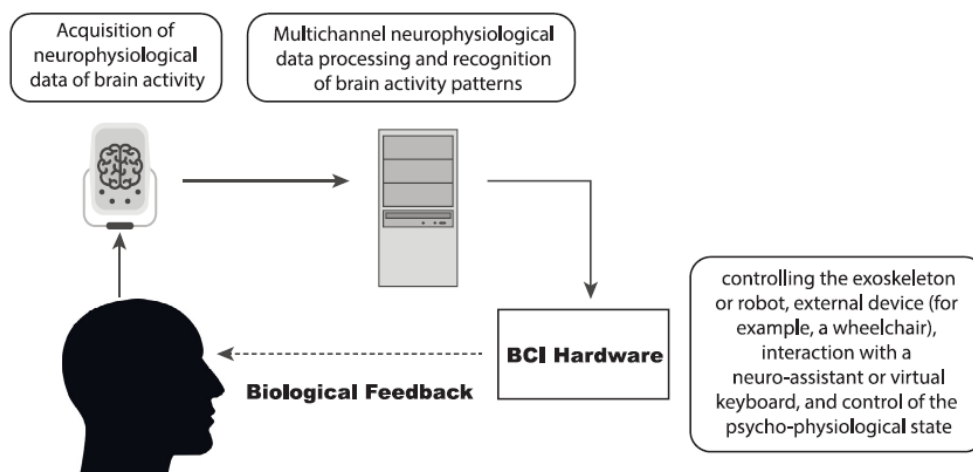 Acquisition of
neurophysiological
data of brain activity
Multichannel neurophysiological
data processing and recognition
of brain activity patterns
controlling the exoskeleton
or robot, external device (for
example, a wheelchair),
interaction with a
neuro-assistant or virtual
keyboard, and control of the
psycho-physiological state
BCI Hardware
Biological Feedback